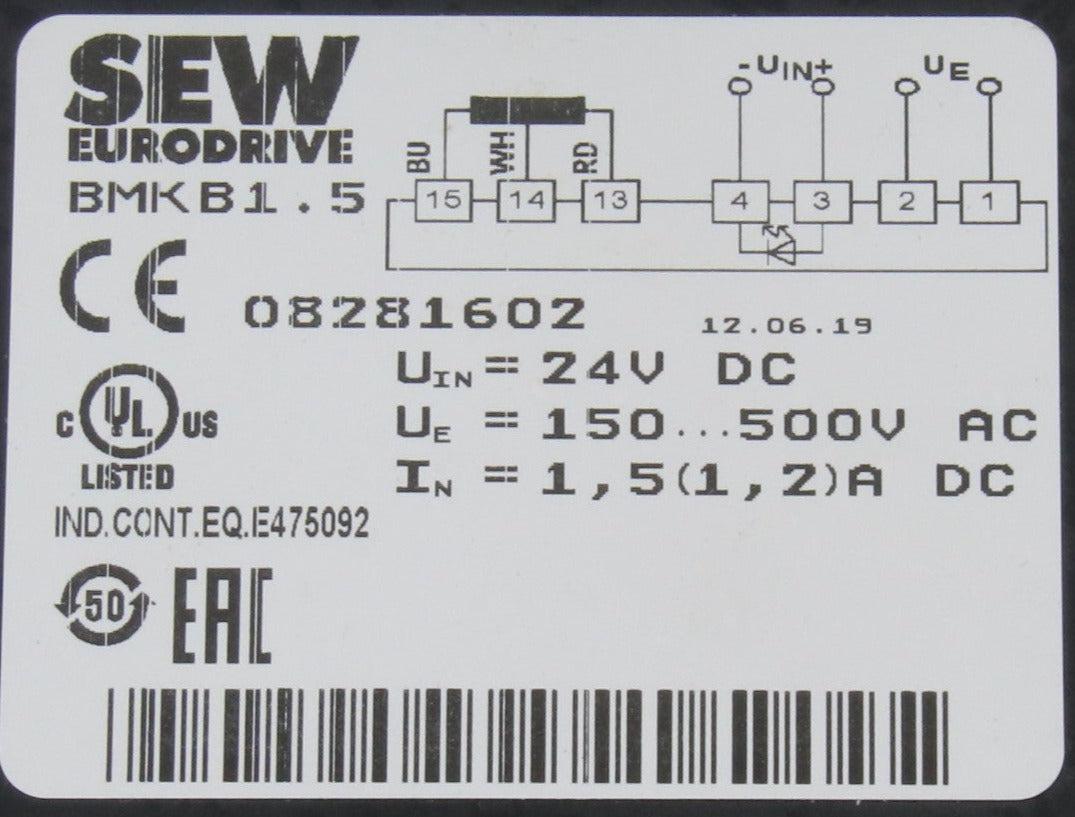 SEW
EURODRIVE
BMKB1.5
- UIN+
UE
BU
WH
RD
15
14
13
4
3
2
1
CE
08281602
12.06.19
UIN = 24V DC
UE = 150...500V AC
IN = 1,5(1,2)A DC
C UL US
LISTED
IND.CONT.EQ.E475092
50
EAC